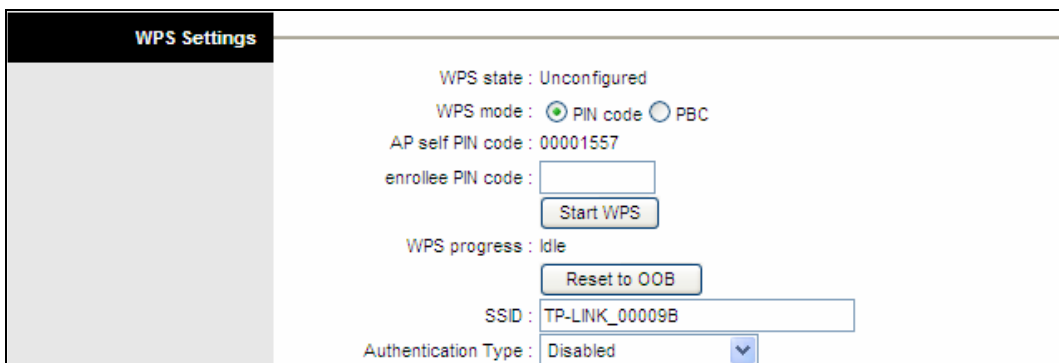 WPS Settings
WPS state : Unconfigured
WPS mode : PIN code PBC
AP self PIN code : 00001557
enrollee PIN code :
Start WPS
WPS progress : Idle
Reset to OOB
SSID : TP-LINK_00009B
Authentication Type : Disabled